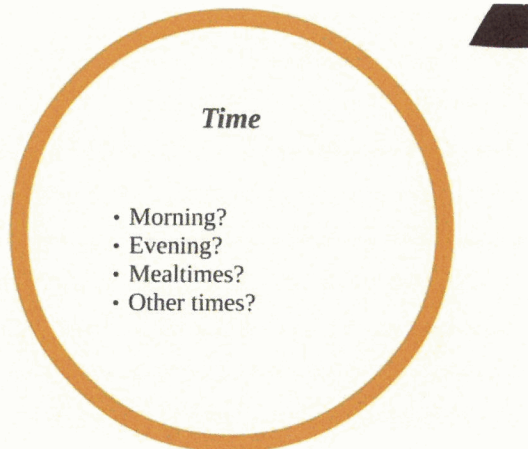 Time
• Morning?
• Evening?
• Mealtimes?
• Other times?